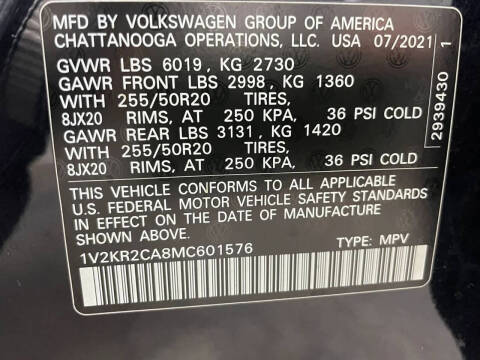 MFD BY VOLKSWAGEN GROUP OF AMERICA
CHATTANOOGA OPERATIONS, LLC. USA 07/2021
GVWR LBS 6019, KG 2730
GAWR FRONT LBS 2998, KG 1360
WITH 255/50R20 TIRES,
8JX20 RIMS, AT 250 KPA, 36 PSI COLD
GAWR REAR LBS 3131, KG 1420
WITH 255/50R20 TIRES,
8JX20 RIMS, AT 250 KPA, 36 PSI COLD
THIS VEHICLE CONFORMS TO ALL APPLICABLE
U.S. FEDERAL MOTOR VEHICLE SAFETY STANDARDS
IN EFFECT ON THE DATE OF MANUFACTURE
SHOWN ABOVE.
1V2KR2CA8MC601576 TYPE: MPV
2939430 1